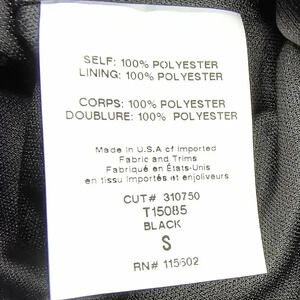 SELF: 100% POLYESTER
LINING: 100% POLYESTER
CORPS: 100% POLYESTER
DOUBLURE: 100% POLYESTER
Made in U.S.A of imported
Fabric and Trims
Fabriqué en États-Unis
en tissu importés et enjolivements
CUT# 310750
T15085
BLACK
S
RN# 115602